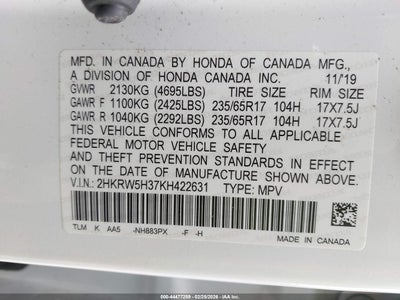 MFD. IN CANADA BY HONDA OF CANADA MFG.,
A DIVISION OF HONDA CANADA INC. 11/19
GVWR 2130KG (4695LBS) TIRE SIZE RIM SIZE
GAWR F 1100KG (2425LBS) 235/65R17 104H 17X7.5J
GAWR R 1040KG (2292LBS) 235/65R17 104H 17X7.5J
THIS VEHICLE CONFORMS TO ALL APPLICABLE
FEDERAL MOTOR VEHICLE SAFETY
AND THEFT PREVENTION STANDARDS IN EFFECT
ON THE DATE OF MANUFACTURE SHOWN ABOVE.
V.I.N.: 2HKRW5H37KH422631 TYPE: MPV
TLM K AA5 -NH883PX -F -H
MADE IN CANADA
000-44477259 - 02/25/2026 - IAA Inc.